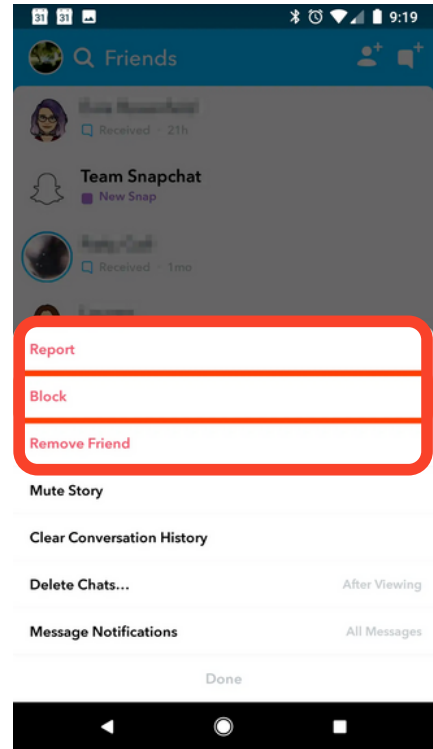 31 31 9:19
Friends
Received · 21h
Team Snapchat
New Snap
Received · 1mo
Report
Block
Remove Friend
Mute Story
Clear Conversation History
Delete Chats... After Viewing
Message Notifications All Messages
Done